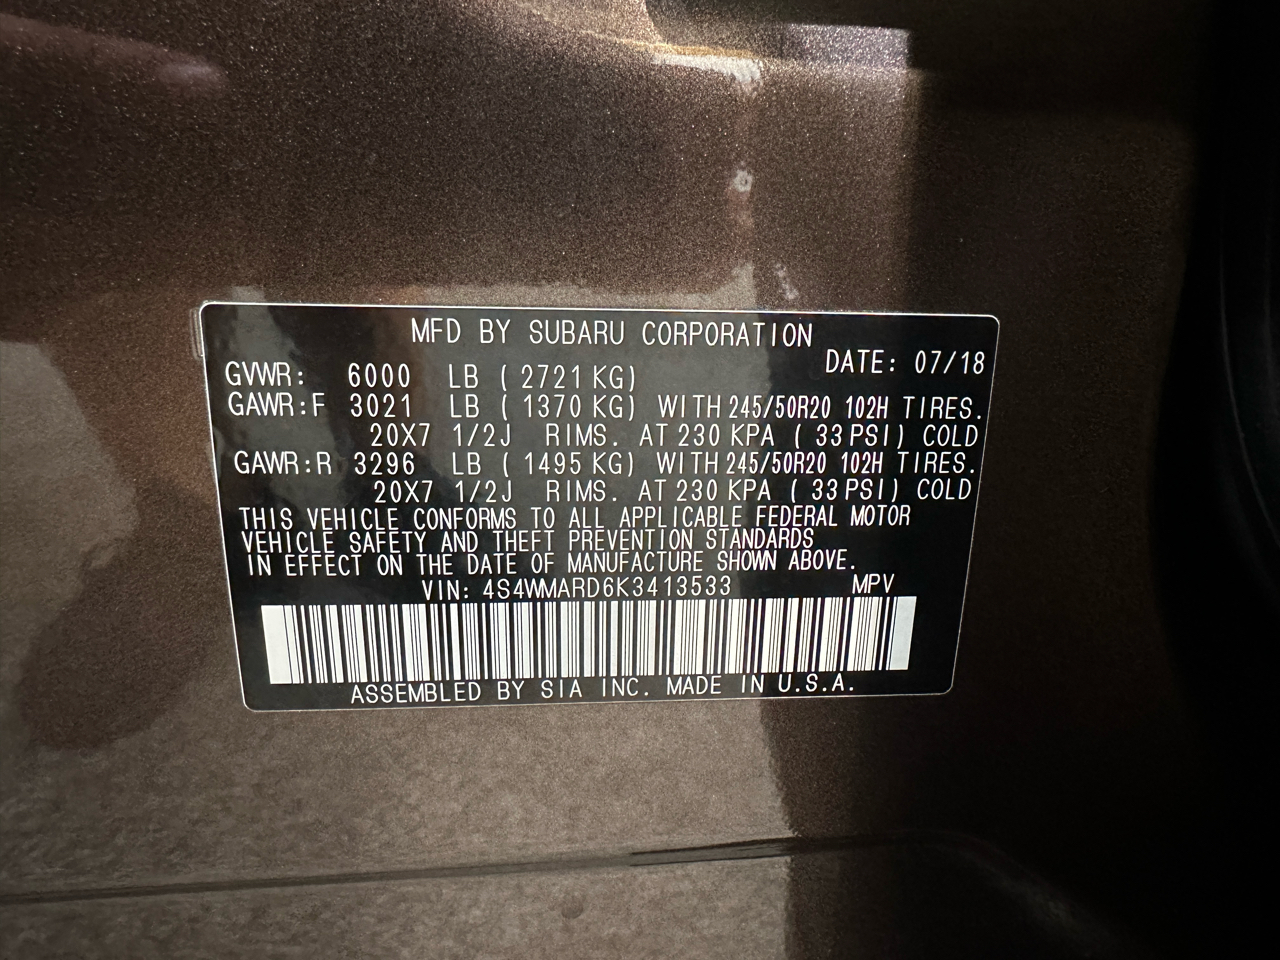 MFD BY SUBARU CORPORATION
DATE: 07/18
GVWR: 6000 LB ( 2721 KG)
GAWR:F 3021 LB ( 1370 KG) WITH 245/50R20 102H TIRES.
20X7 1/2J RIMS. AT 230 KPA ( 33 PSI) COLD
GAWR:R 3296 LB ( 1495 KG) WITH 245/50R20 102H TIRES.
20X7 1/2J RIMS. AT 230 KPA ( 33 PSI) COLD
THIS VEHICLE CONFORMS TO ALL APPLICABLE FEDERAL MOTOR
VEHICLE SAFETY AND THEFT PREVENTION STANDARDS
IN EFFECT ON THE DATE OF MANUFACTURE SHOWN ABOVE.
VIN: 4S4WMARD6K3413533 MPV
ASSEMBLED BY SIA INC. MADE IN U.S.A.